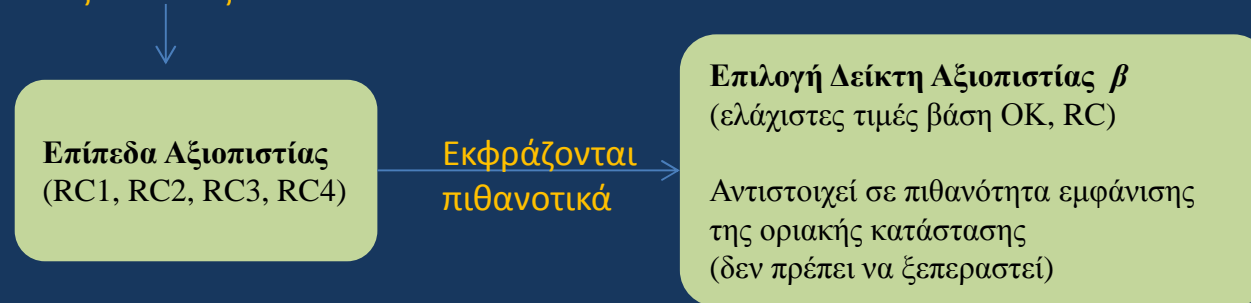 Επίπεδα Αξιοπιστίας
(RC1, RC2, RC3, RC4)
Εκφράζονται
πιθανοτικά
Επιλογή Δείκτη Αξιοπιστίας β
(ελάχιστες τιμές βάση ΟΚ, RC)
Αντιστοιχεί σε πιθανότητα εμφάνισης
της οριακής κατάστασης
(δεν πρέπει να ξεπεραστεί)